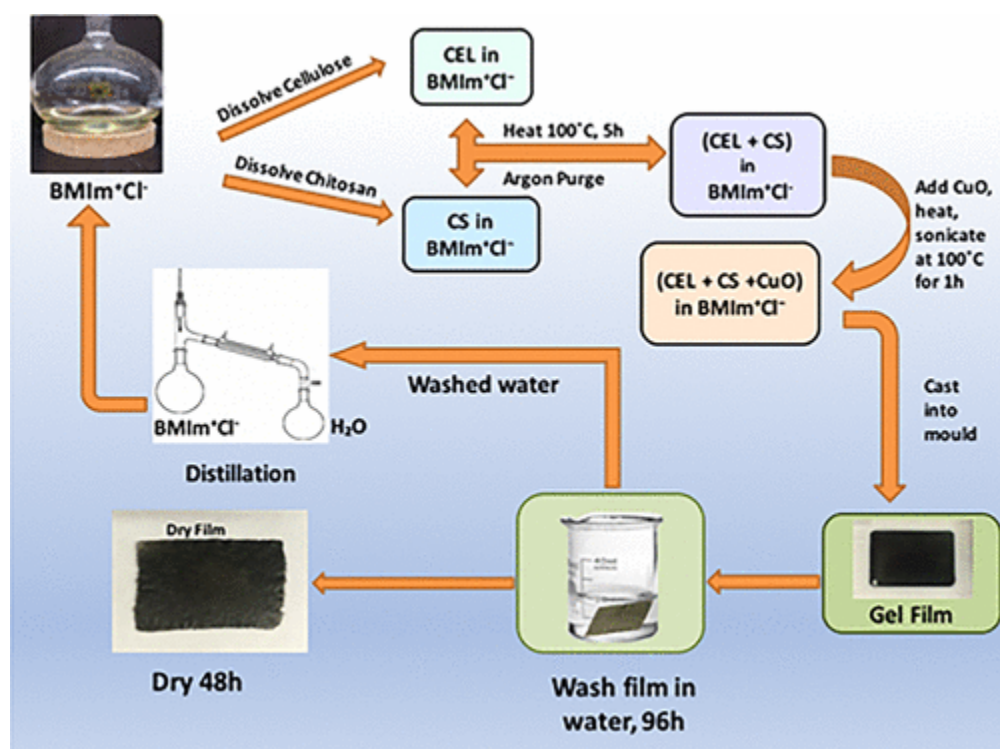 BMIm⁺Cl⁻
Dissolve Cellulose
Dissolve Chitosan
CEL in
BMIm⁺Cl⁻
CS in
BMIm⁺Cl⁻
Heat 100˚C, 5h
Argon Purge
(CEL + CS)
in
BMIm⁺Cl⁻
Add CuO,
heat,
sonicate
at 100˚C
for 1h
(CEL + CS +CuO)
in BMIm⁺Cl⁻
Cast
into
mould
Gel Film
Wash film in
water, 96h
Washed water
BMIm⁺Cl⁻
H₂O
Distillation
Dry Film
Dry 48h